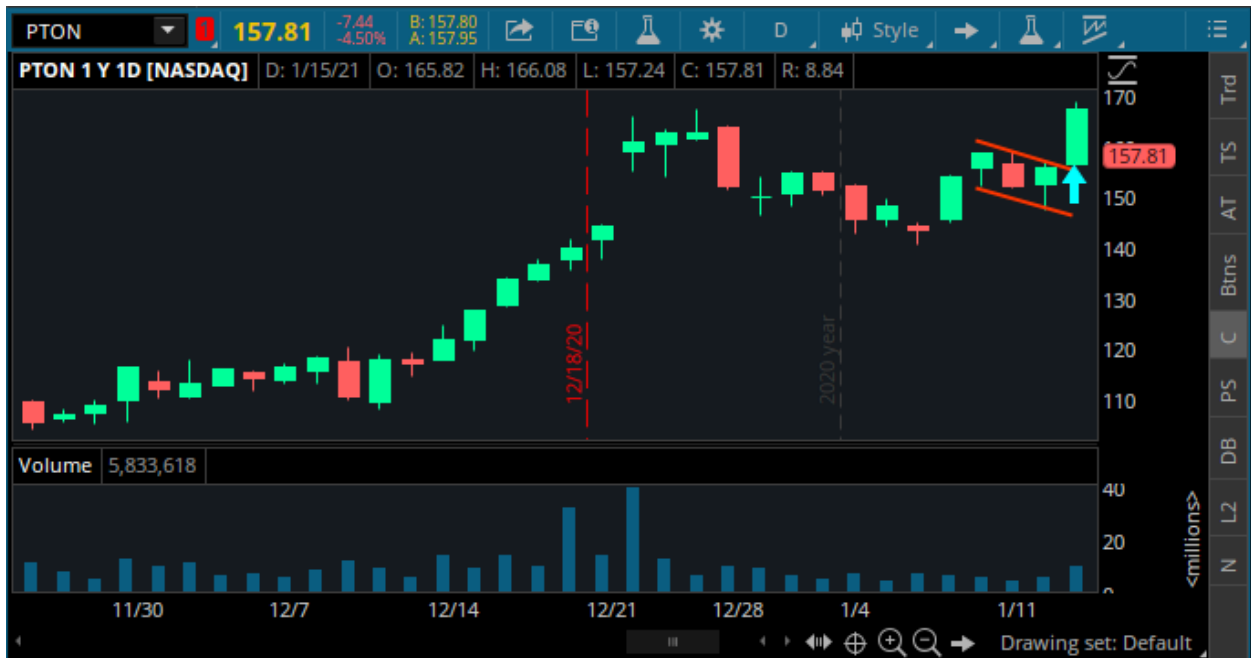 PTON 157.81 -7.44 B: 157.80 D Style
-4.50% A: 157.95
PTON 1 Y 1D [NASDAQ] D: 1/15/21 O: 165.82 H: 166.08 L: 157.24 C: 157.81 R: 8.84
170
157.81
150
140
130
120
110
12/18/20
2020 year
Volume 5,833,618
40
20
<millions>
11/30 12/7 12/14 12/21 12/28 1/4 1/11
Drawing set: Default
Trd
TS
AT
Btns
C
PS
DB
L2
N